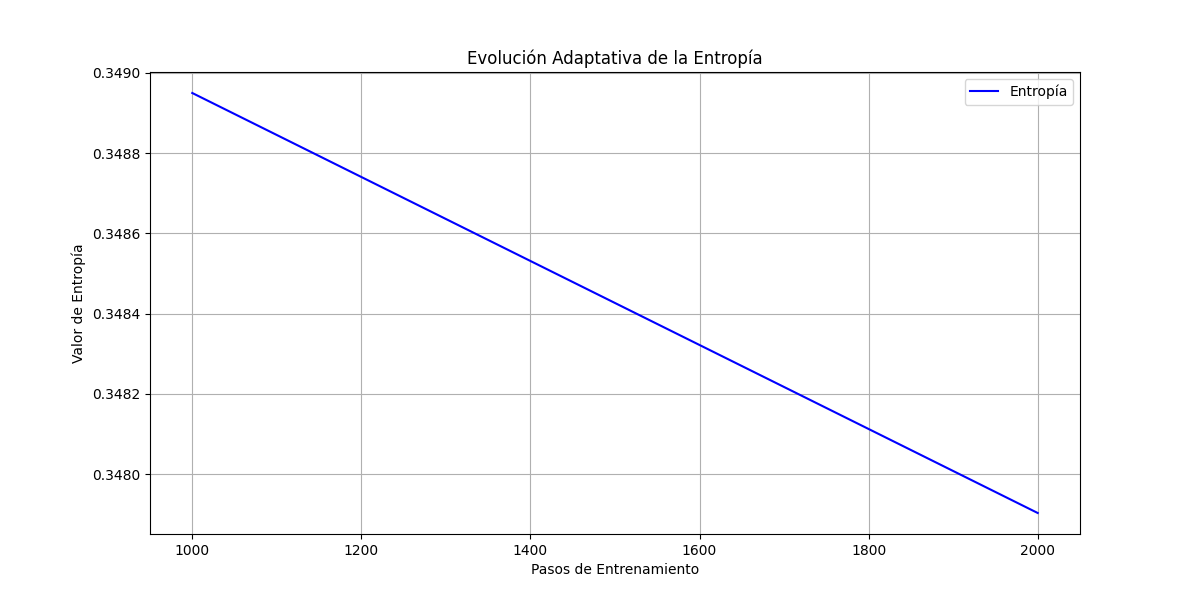 Evolución Adaptativa de la Entropía
Entropía
Valor de Entropía
0.3490
0.3488
0.3486
0.3484
0.3482
0.3480
1000 1200 1400 1600 1800 2000
Pasos de Entrenamiento